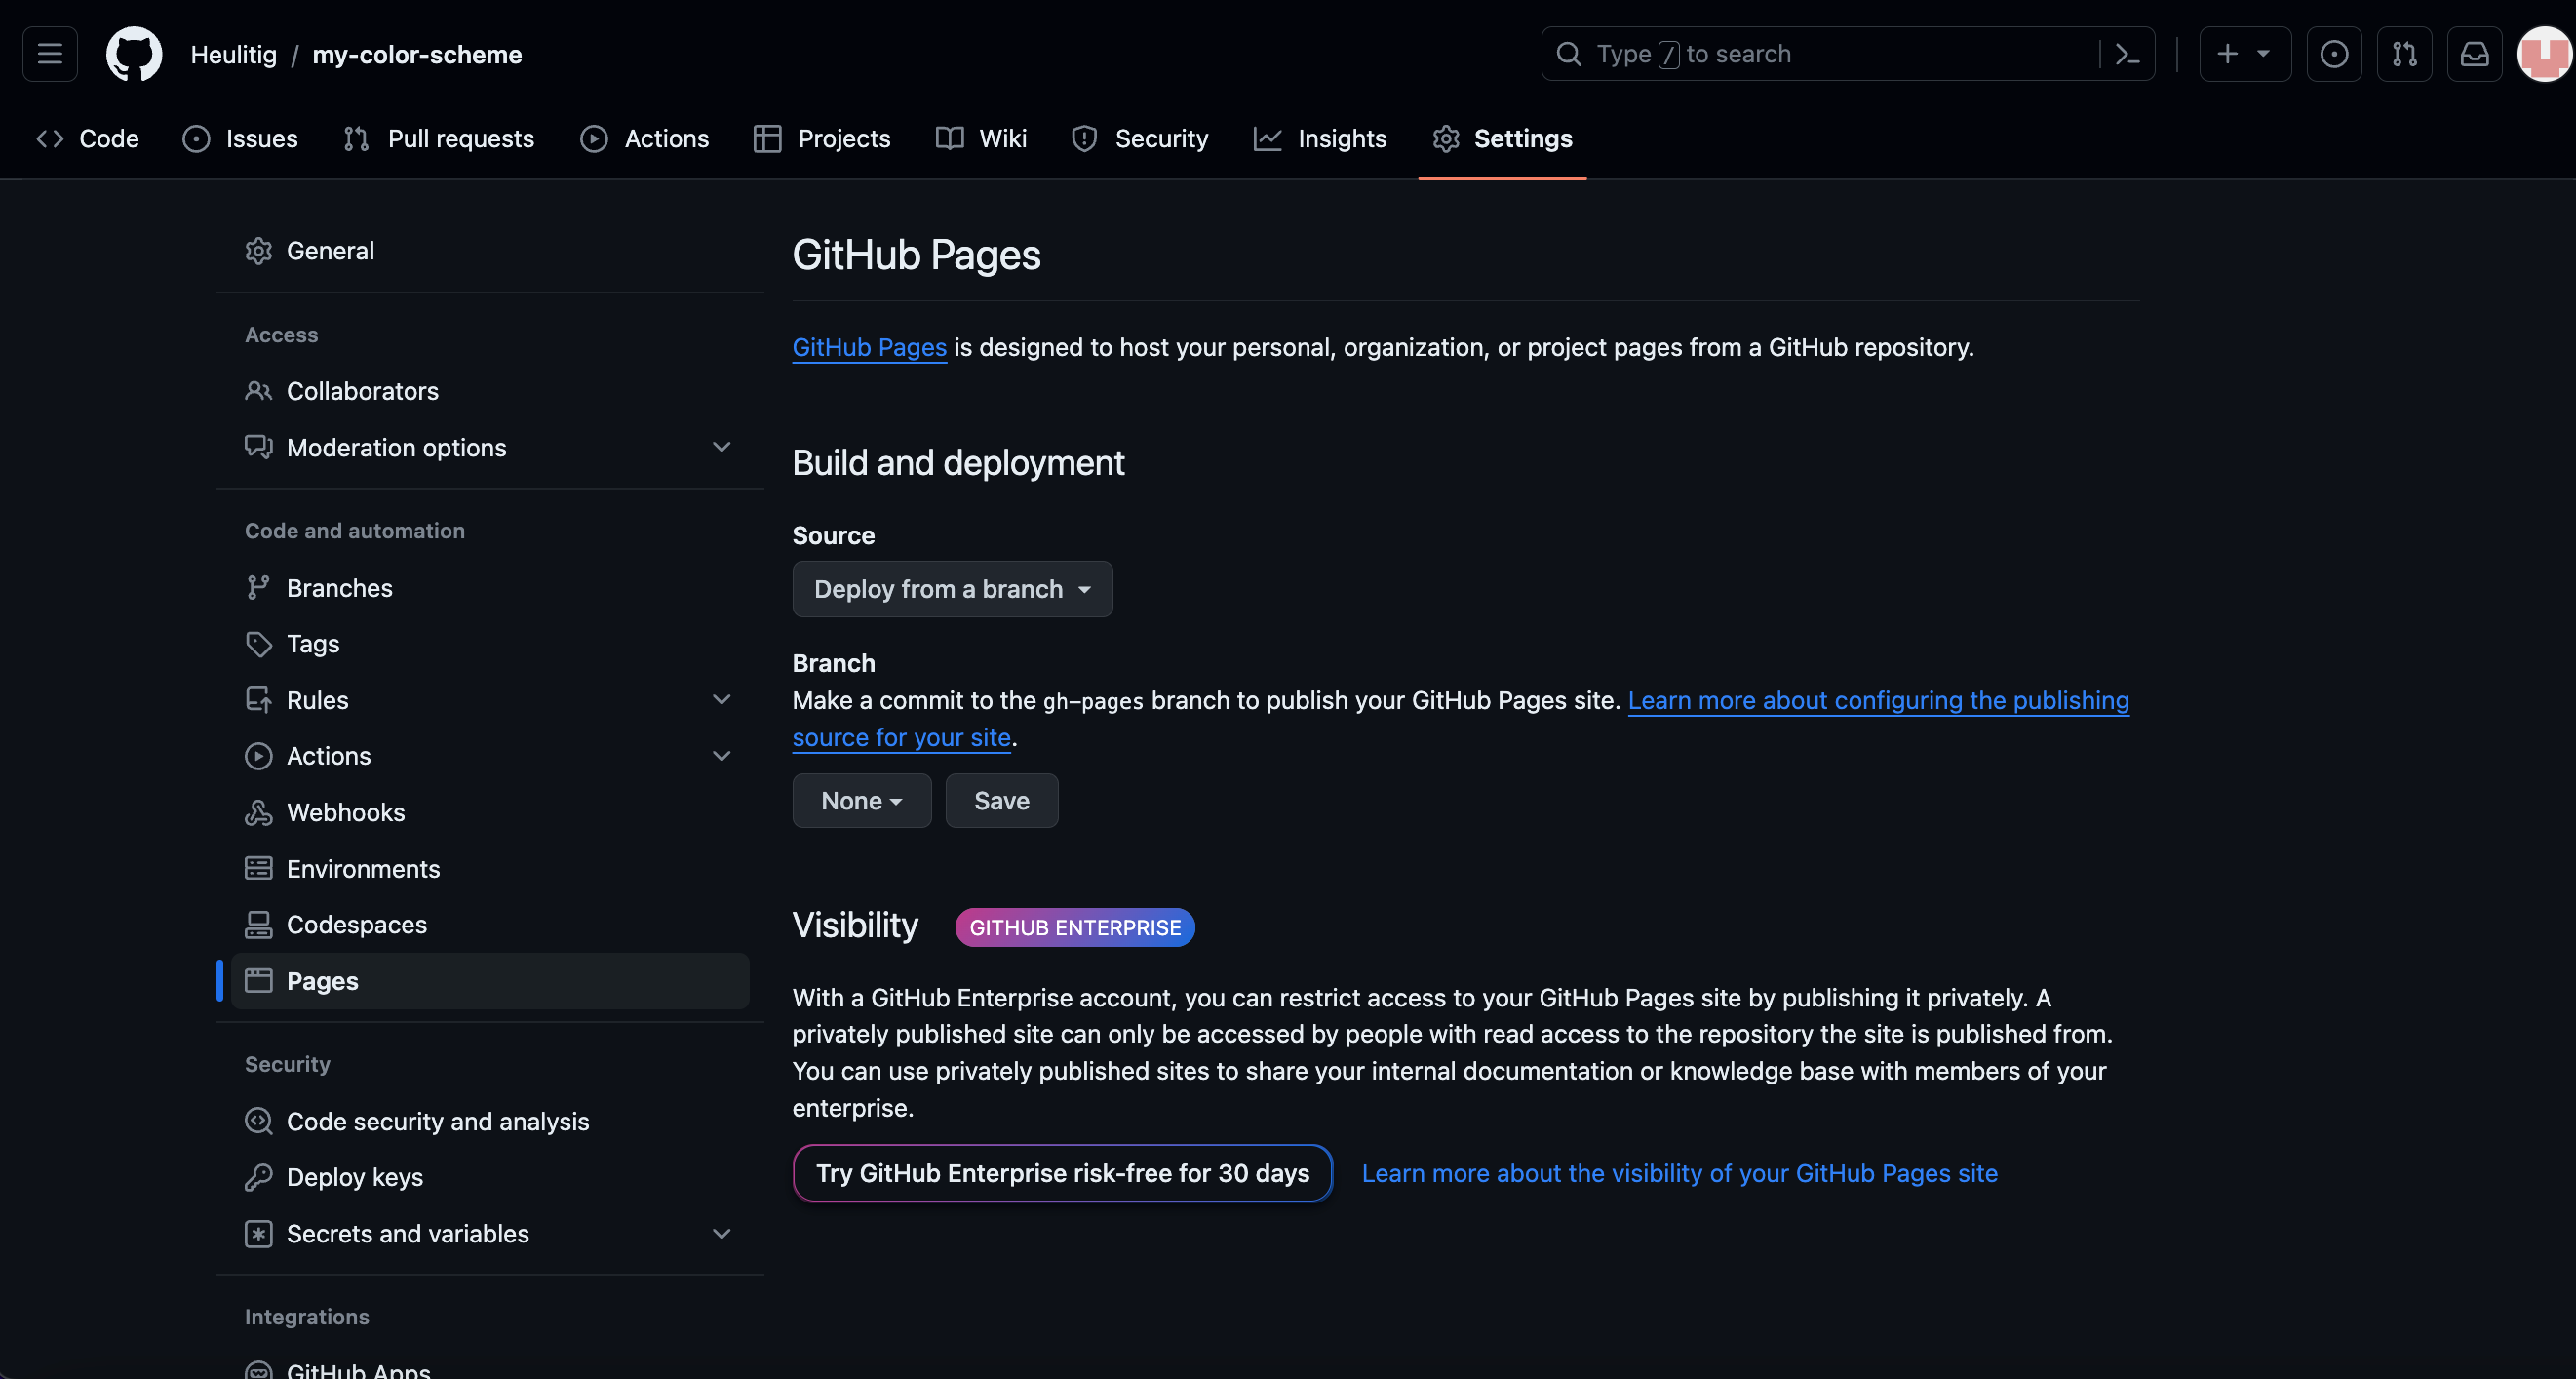 Heulitig / my-color-scheme
Type / to search
Code
Issues
Pull requests
Actions
Projects
Wiki
Security
Insights
Settings
General
Access
Collaborators
Moderation options
Code and automation
Branches
Tags
Rules
Actions
Webhooks
Environments
Codespaces
Pages
Security
Code security and analysis
Deploy keys
Secrets and variables
Integrations
GitHub Apps
GitHub Pages
GitHub Pages is designed to host your personal, organization, or project pages from a GitHub repository.
Build and deployment
Source
Deploy from a branch
Branch
Make a commit to the gh-pages branch to publish your GitHub Pages site. Learn more about configuring the publishing
source for your site.
None
Save
Visibility
GITHUB ENTERPRISE
With a GitHub Enterprise account, you can restrict access to your GitHub Pages site by publishing it privately. A
privately published site can only be accessed by people with read access to the repository the site is published from.
You can use privately published sites to share your internal documentation or knowledge base with members of your
enterprise.
Try GitHub Enterprise risk-free for 30 days
Learn more about the visibility of your GitHub Pages site